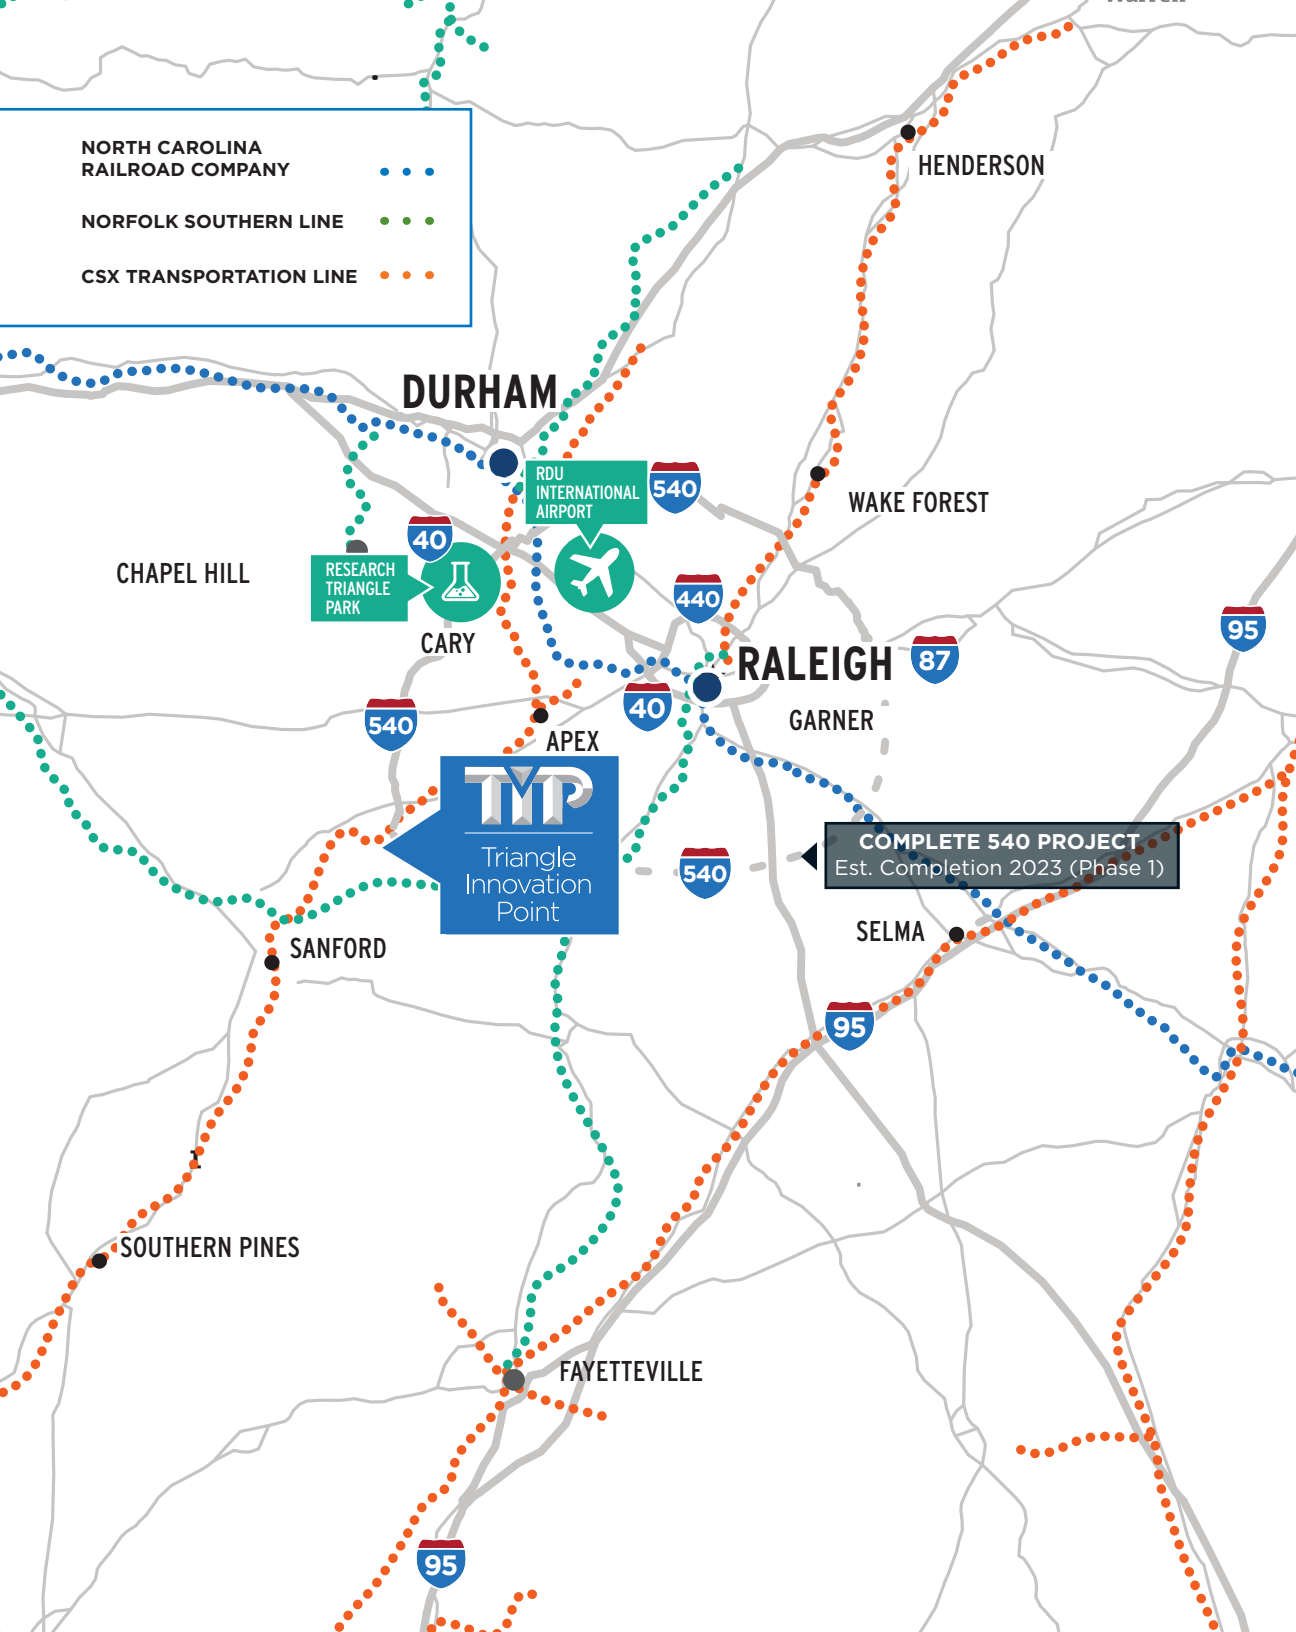 NORTH CAROLINA
RAILROAD COMPANY
NORFOLK SOUTHERN LINE
CSX TRANSPORTATION LINE
HENDERSON
DURHAM
RDU
INTERNATIONAL
AIRPORT
540
WAKE FOREST
40
CHAPEL HILL
RESEARCH
TRIANGLE
PARK
440
95
CARY
RALEIGH
87
540
40
GARNER
APEX
TIP
Triangle
Innovation
Point
COMPLETE 540 PROJECT
Est. Completion 2023 (Phase 1)
540
SELMA
SANFORD
95
1
SOUTHERN PINES
FAYETTEVILLE
95